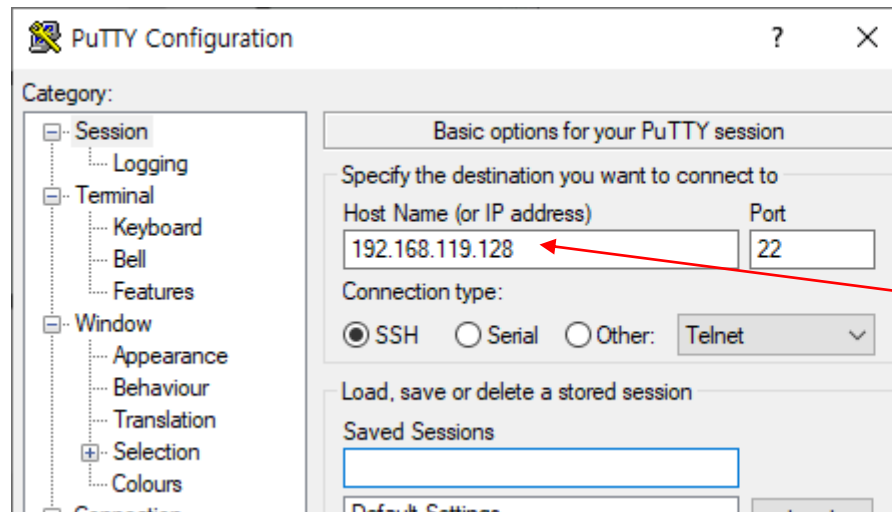 PuTTY Configuration
?
Category:
Session
Logging
Terminal
Keyboard
Bell
Features
Window
Appearance
Behaviour
Translation
Selection
Colours
Basic options for your PuTTY session
Specify the destination you want to connect to
Host Name (or IP address) Port
192.168.119.128 22
Connection type:
SSH Serial Other: Telnet
Load, save or delete a stored session
Saved Sessions
Default Settings